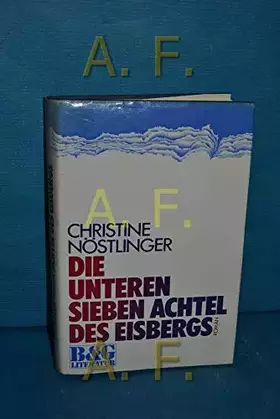 A. F.
A. F.
CHRISTINE
NÖSTLINGER
DIE
UNTEREN
SIEBEN ACHTEL
DES EISBERGS
ROMAN
B&G
LITERATUR
A. F.